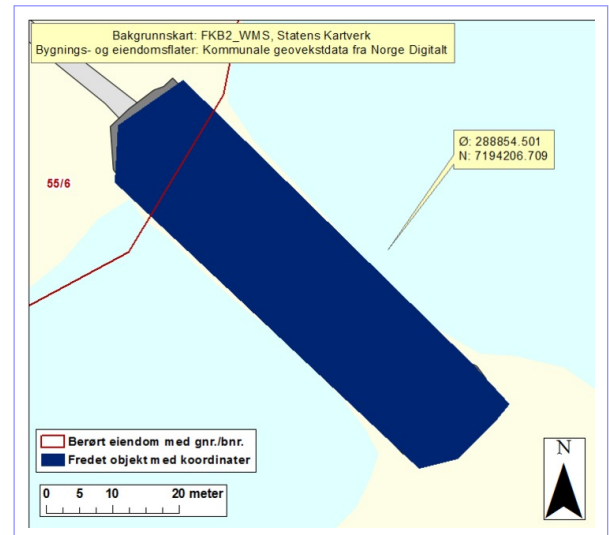 Bakgrunnskart: FKB2_WMS, Statens Kartverk
Bygnings- og eiendomsflater: Kommunale geovekstdata fra Norge Digitalt
Ø: 288854.501
N: 7194206.709
55/6
Berørt eiendom med gnr./bnr.
Fredet objekt med koordinater
0 5 10 20 meter
N